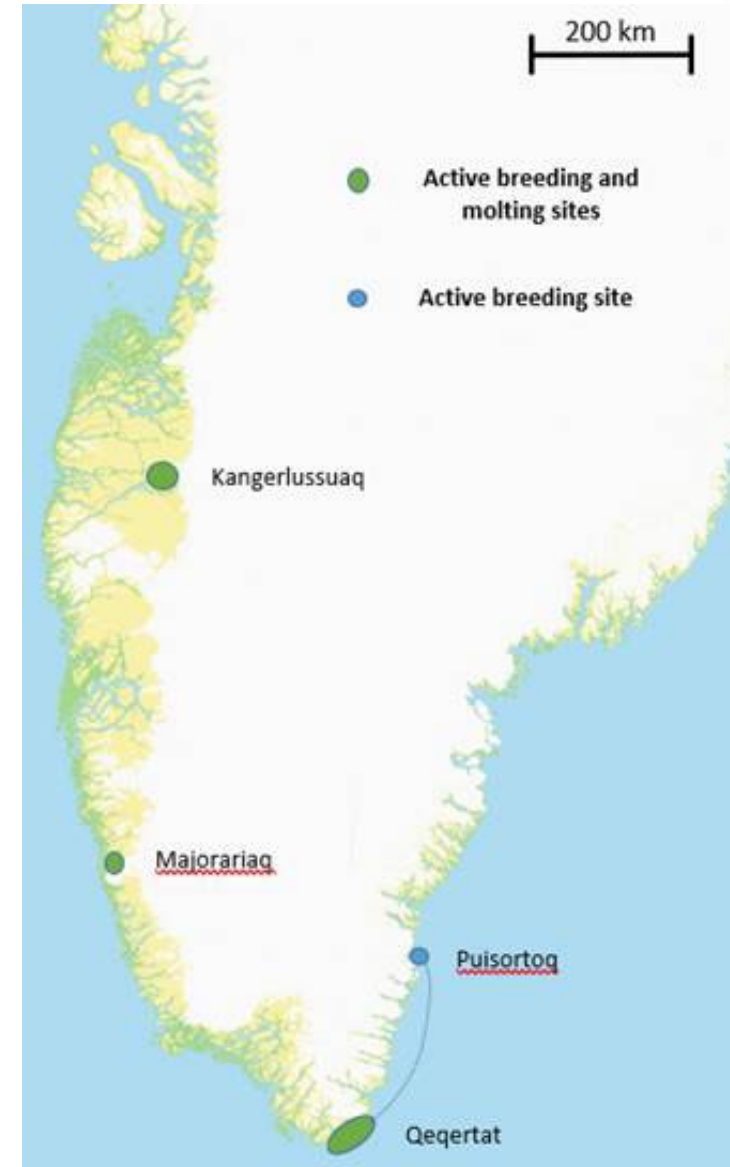 200 km
Active breeding and
molting sites
Active breeding site
Kangerlussuaq
Majorariaq
Puisortoq
Qeqertat